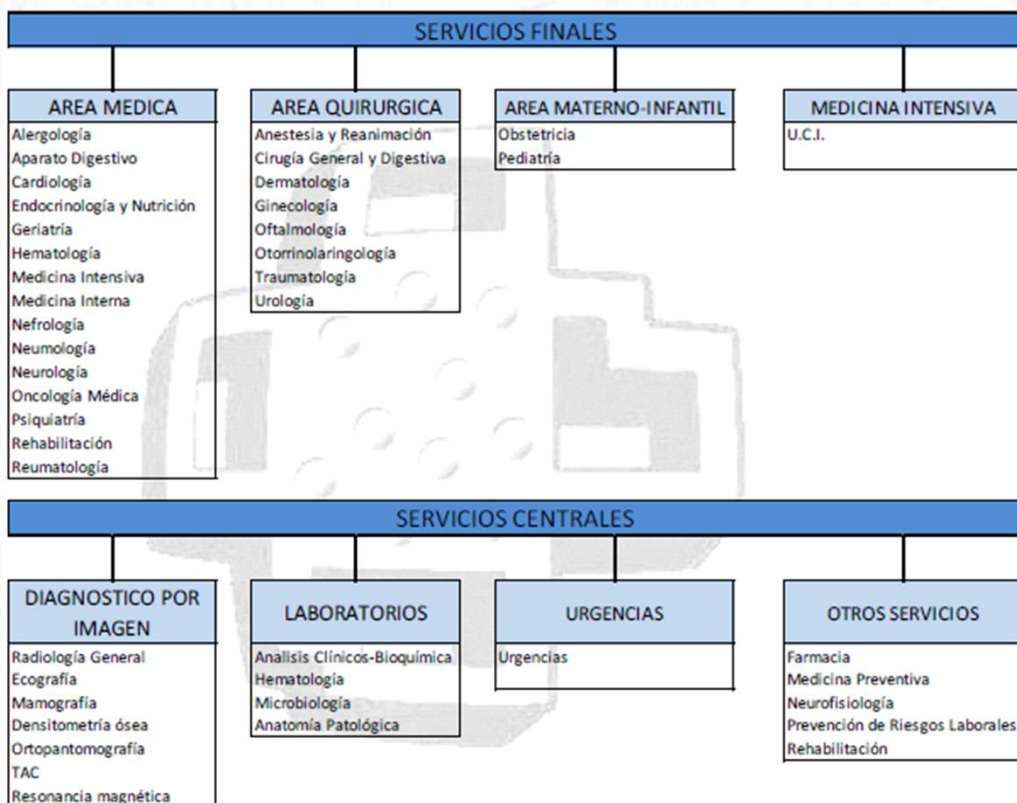 SERVICIOS FINALES
AREA MEDICA
Alergología
Aparato Digestivo
Cardiología
Endocrinología y Nutrición
Geriatría
Hematología
Medicina Intensiva
Medicina Interna
Nefrología
Neumología
Neurología
Oncología Médica
Psiquiatría
Rehabilitación
Reumatología
AREA QUIRURGICA
Anestesia y Reanimación
Cirugía General y Digestiva
Dermatología
Ginecología
Oftalmología
Otorrinolaringología
Traumatología
Urología
AREA MATERNO-INFANTIL
Obstetricia
Pediatría
MEDICINA INTENSIVA
U.C.I.
SERVICIOS CENTRALES
DIAGNOSTICO POR
IMAGEN
Radiología General
Ecografía
Mamografía
Densitometría ósea
Ortopantomografía
TAC
Resonancia magnética
LABORATORIOS
Analisis Clínicos-Bioquímica
Hematología
Microbiología
Anatomía Patológica
URGENCIAS
Urgencias
OTROS SERVICIOS
Farmacia
Medicina Preventiva
Neurofisiología
Prevención de Riesgos Laborales
Rehabilitación